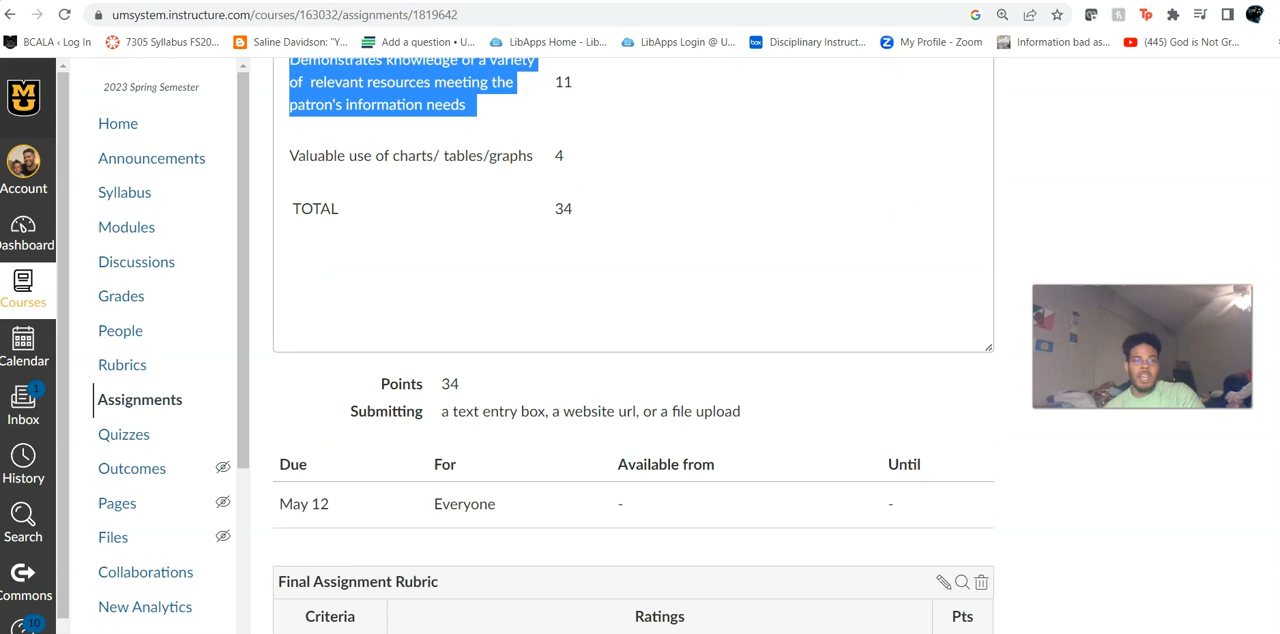 umsystem.instructure.com/courses/163032/assignments/1819642
BCALA ‹ Log In
7305 Syllabus FS20...
Saline Davidson: "Y...
Add a question • U...
LibApps Home - Lib...
LibApps Login @ U...
box
Disciplinary Instruct...
My Profile - Zoom
Information bad as...
(445) God is Not Gr...
2023 Spring Semester
Account
Dashboard
Courses
Calendar
1
Inbox
History
Search
Commons
10
Home
Announcements
Syllabus
Modules
Discussions
Grades
People
Rubrics
Assignments
Quizzes
Outcomes
Pages
Files
Collaborations
New Analytics
Demonstrates knowledge of a variety
of relevant resources meeting the 11
patron's information needs
Valuable use of charts/ tables/graphs 4
TOTAL 34
Points 34
Submitting a text entry box, a website url, or a file upload
Due For Available from Until
May 12 Everyone - -
Final Assignment Rubric
Criteria Ratings Pts